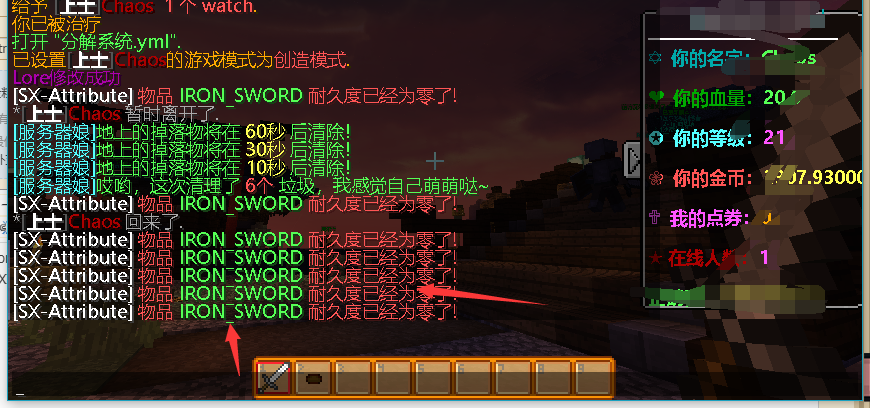 给予 [上士]Chaos 1 个 watch.
你已被治疗
打开 "分解系统.yml".
已设置[上士]Chaos的游戏模式为创造模式.
Lore修改成功
[SX-Attribute] 物品 IRON_SWORD 耐久度已经为零了!
*[上士]Chaos 暂时离开了.
[服务器娘]地上的掉落物将在 60秒 后清除!
[服务器娘]地上的掉落物将在 30秒 后清除!
[服务器娘]地上的掉落物将在 10秒 后清除!
[服务器娘]哎哟，这次清理了 6个 垃圾，我感觉自己萌萌哒~
[SX-Attribute] 物品 IRON_SWORD 耐久度已经为零了!
*[上士]Chaos 回来了.
[SX-Attribute] 物品 IRON_SWORD 耐久度已经为零了!
[SX-Attribute] 物品 IRON_SWORD 耐久度已经为零了!
[SX-Attribute] 物品 IRON_SWORD 耐久度已经为零了!
[SX-Attribute] 物品 IRON_SWORD 耐久度已经为零了!
[SX-Attribute] 物品 IRON_SWORD 耐久度已经为零了!
你的名字:
你的血量: 20
你的等级: 21
你的金币: 07.93000
我的点券:
在线人数: 1
2 3 4 5 6 7 8 9